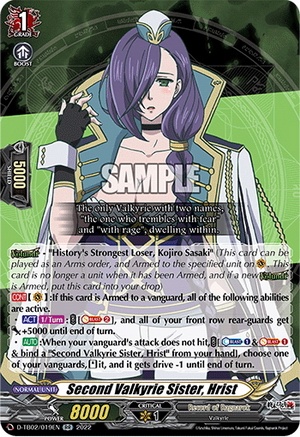 1
GRADE
BOOST
5000
SHIELD
SAMPLE
The only Valkyrie with two names,
"the one who trembles with fear"
and "with rage", dwelling within.
- "History's Strongest Loser, Kojiro Sasaki" (This card can be
played as an Arms order, and Armed to the specified unit on . This
card is no longer a unit when it has been Armed, and if a new
is Armed, put this card into your drop)
CONT :If this card is Armed to a vanguard, all of the following abilities
are active.
ACT 1/Turn : , and all of your front row rear-guards get
+5000 until end of turn.
AUTO:When your vanguard's attack does not hit,
& bind a "Second Valkyrie Sister, Hrist" from your hand), choose one of
your opponent's vanguards, it gets drive -1 until end of turn.
NORMAL UNIT
Second Valkyrie Sister, Hrist
POWER
8000
CRITICAL
1
Record of Ragnarok
Valkyrie
D-TB02/019EN RR 2022